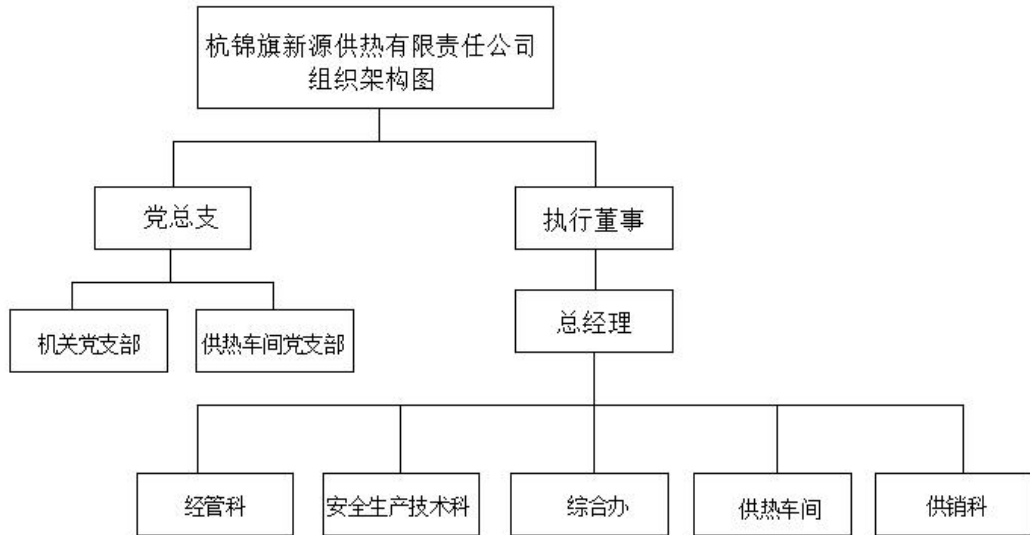 杭锦旗新源供热有限责任公司
组织架构图
党总支
执行董事
机关党支部
供热车间党支部
总经理
经管科
安全生产技术科
综合办
供热车间
供销科